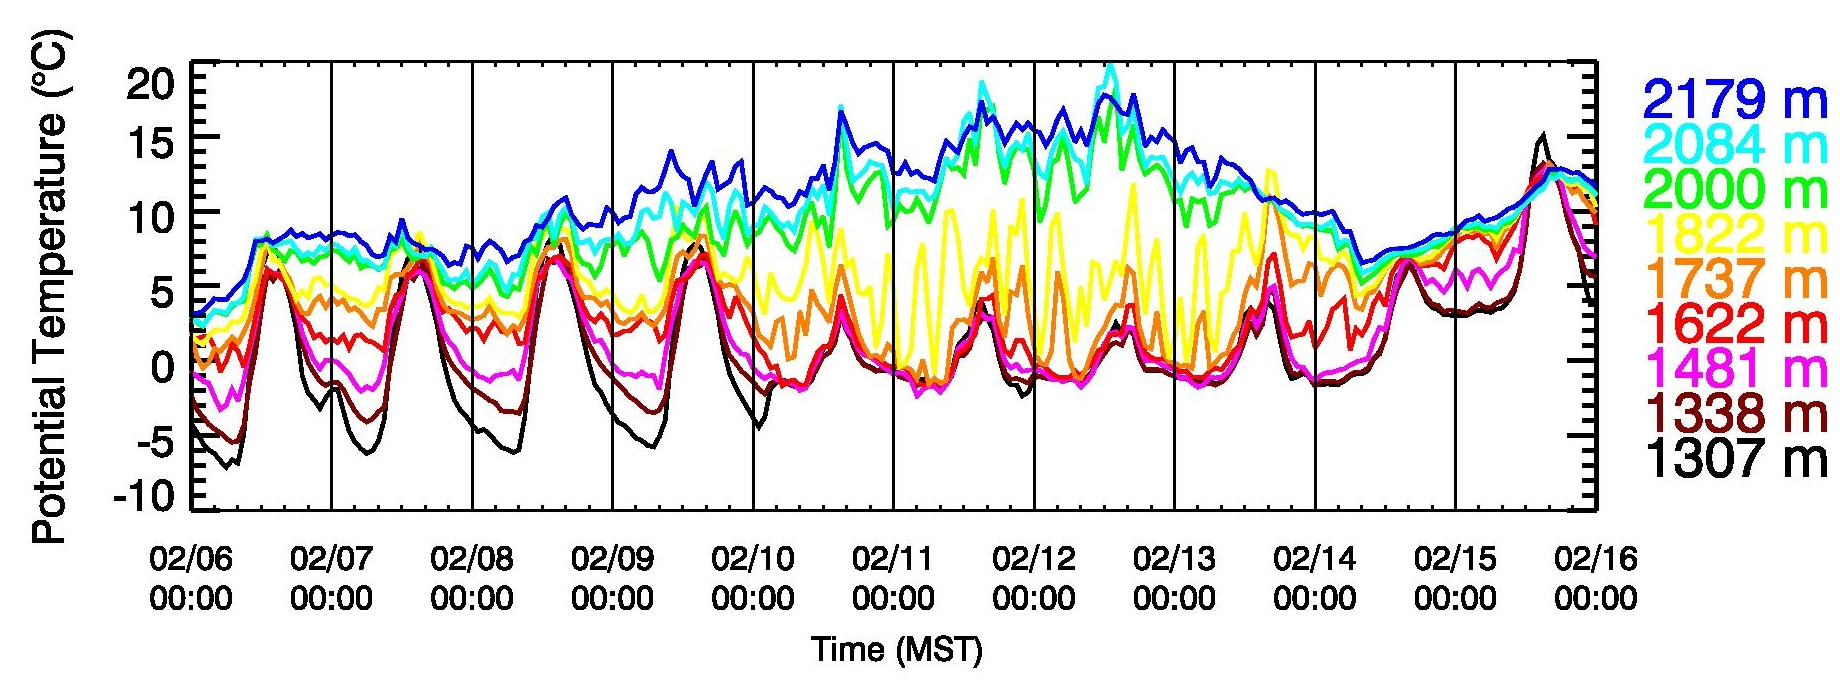 Potential Temperature (°C)
20
15
10
5
0
-5
-10
02/06 02/07 02/08 02/09 02/10 02/11 02/12 02/13 02/14 02/15 02/16
00:00 00:00 00:00 00:00 00:00 00:00 00:00 00:00 00:00 00:00 00:00
Time (MST)
2179 m
2084 m
2000 m
1822 m
1737 m
1622 m
1481 m
1338 m
1307 m